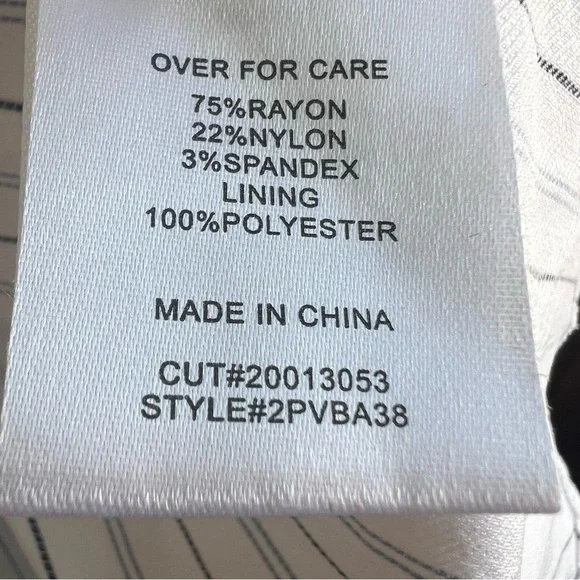 OVER FOR CARE
75%RAYON
22%NYLON
3%SPANDEX
LINING
100%POLYESTER
MADE IN CHINA
CUT#20013053
STYLE#2PVBA38